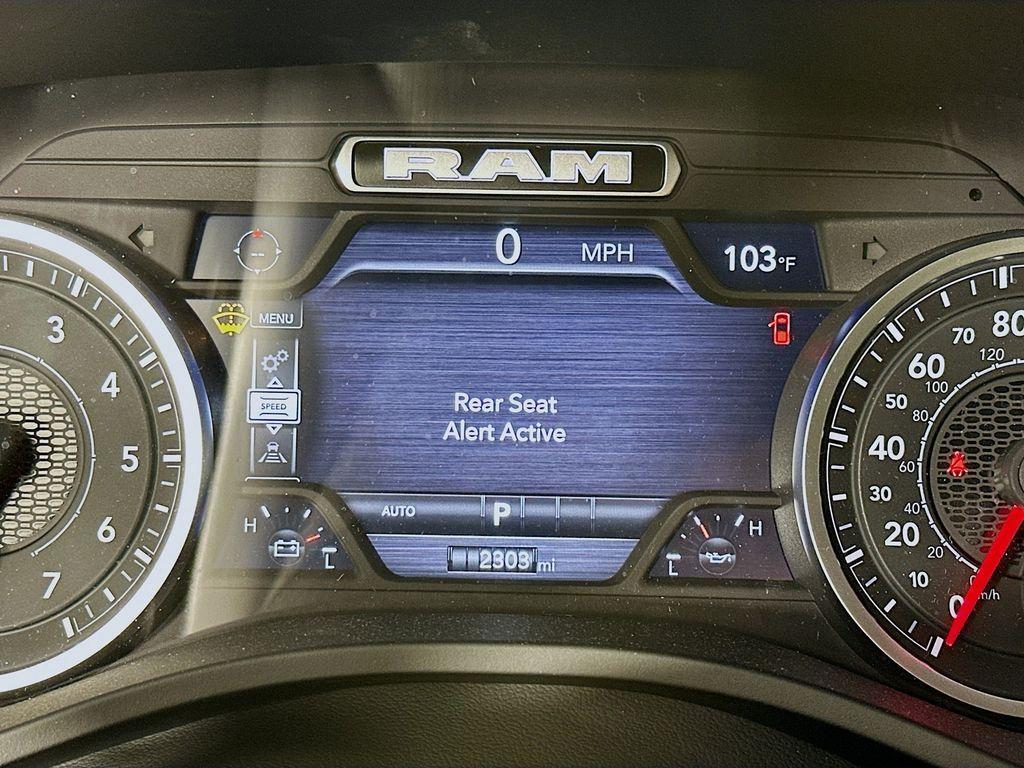 RAM
0 MPH
103°F
MENU
SPEED
Rear Seat
Alert Active
AUTO
P
2303 mi
H
L
H
L
3
4
5
6
7
80
70
60
50
40
30
20
10
0
120
100
80
60
40
20